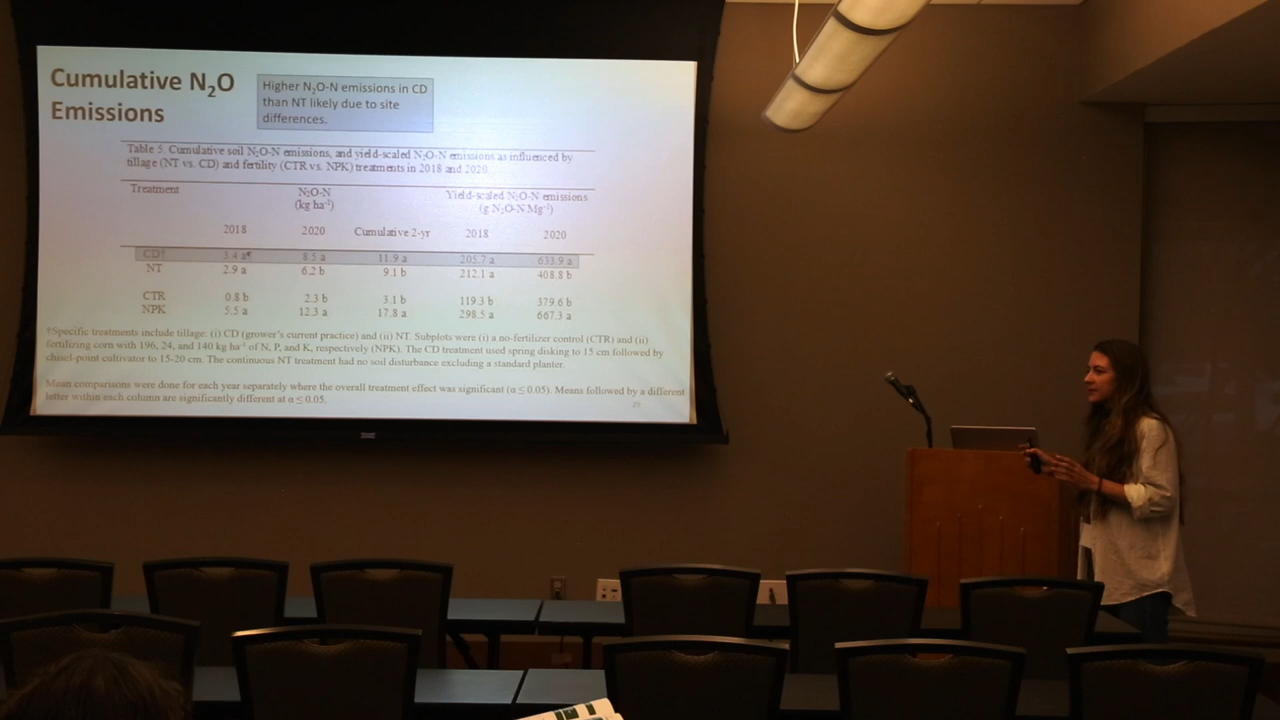 Cumulative N₂O
Emissions
Higher N₂O-N emissions in CD
than NT likely due to site
differences.
Table 5. Cumulative soil N₂O-N emissions, and yield-scaled N₂O-N emissions as influenced by
tillage (NT vs. CD) and fertility (CTR vs. NPK) treatments in 2018 and 2020.
Treatment N₂O-N Yield-scaled N₂O-N emissions
(kg ha⁻¹) (g N₂O-N Mg⁻¹)
2018 2020 Cumulative 2-yr 2018 2020
CD† 3.4 a¶ 8.5 a 11.9 a 205.7 a 633.9 a
NT 2.9 a 6.2 b 9.1 b 212.1 a 408.8 b
CTR 0.8 b 2.3 b 3.1 b 119.3 b 379.6 b
NPK 5.5 a 12.3 a 17.8 a 298.5 a 667.3 a
†Specific treatments include tillage: (i) CD (grower's current practice) and (ii) NT. Subplots were (i) a no-fertilizer control (CTR) and (ii)
fertilizing corn with 196, 24, and 140 kg ha⁻¹ of N, P, and K, respectively (NPK). The CD treatment used spring disking to 15 cm followed by
chisel-point cultivator to 15-20 cm. The continuous NT treatment had no soil disturbance excluding a standard planter.
Mean comparisons were done for each year separately where the overall treatment effect was significant (α ≤ 0.05). Means followed by a different
letter within each column are significantly different at α ≤ 0.05.
29